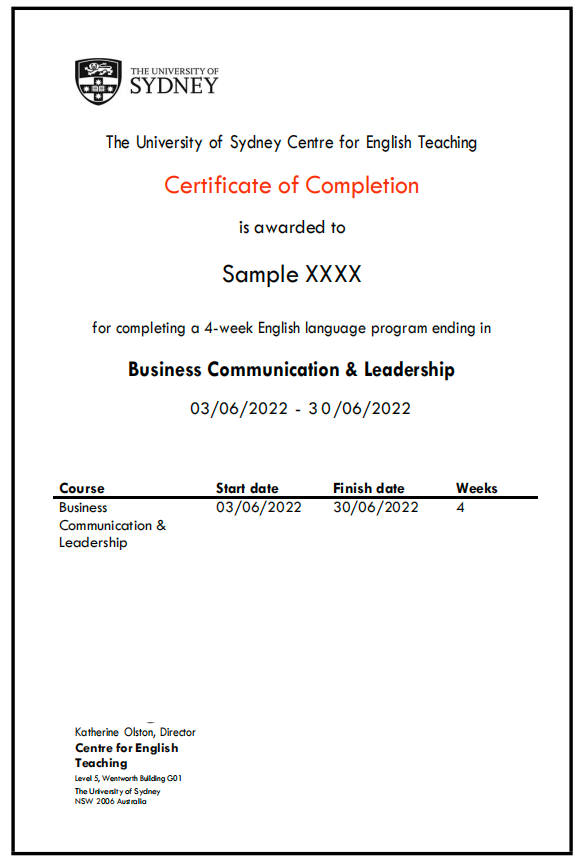 THE UNIVERSITY OF
SYDNEY
The University of Sydney Centre for English Teaching
Certificate of Completion
is awarded to
Sample XXXX
for completing a 4-week English language program ending in
Business Communication & Leadership
03/06/2022 - 30/06/2022
Course Start date Finish date Weeks
Business 03/06/2022 30/06/2022 4
Communication &
Leadership
Katherine Olston, Director
Centre for English
Teaching
Level 5, Wentworth Building G01
The University of Sydney
NSW 2006 Australia